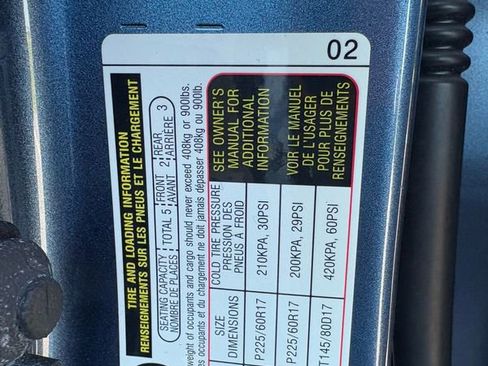 02
TIRE AND LOADING INFORMATION
RENSEIGNEMENTS SUR LES PNEUS ET LE CHARGEMENT
SEATING CAPACITY
NOMBRE DE PLACES
TOTAL 5
FRONT
AVANT 2
REAR
ARRIÈRE 3
weight of occupants and cargo should never exceed 408kg or 900lbs.
occupants et du chargement ne doit jamais dépasser 408kg ou 900lb.
SIZE
DIMENSIONS
COLD TIRE PRESSURE
PRESSION DES
PNEUS À FROID
SEE OWNER'S
MANUAL FOR
ADDITIONAL
INFORMATION
VOIR LE MANUEL
DE L'USAGER
POUR PLUS DE
RENSEIGNEMENTS
P225/60R17
210KPA, 30PSI
P225/60R17
200KPA, 29PSI
T145/80D17
420KPA, 60PSI